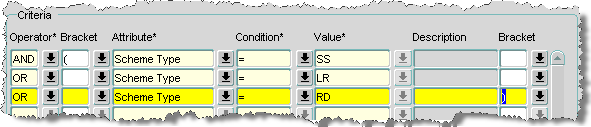 Criteria
Operator* Bracket Attribute* Condition* Value* Description Bracket
AND ( Scheme Type = SS
OR Scheme Type = LR
OR Scheme Type = RD )